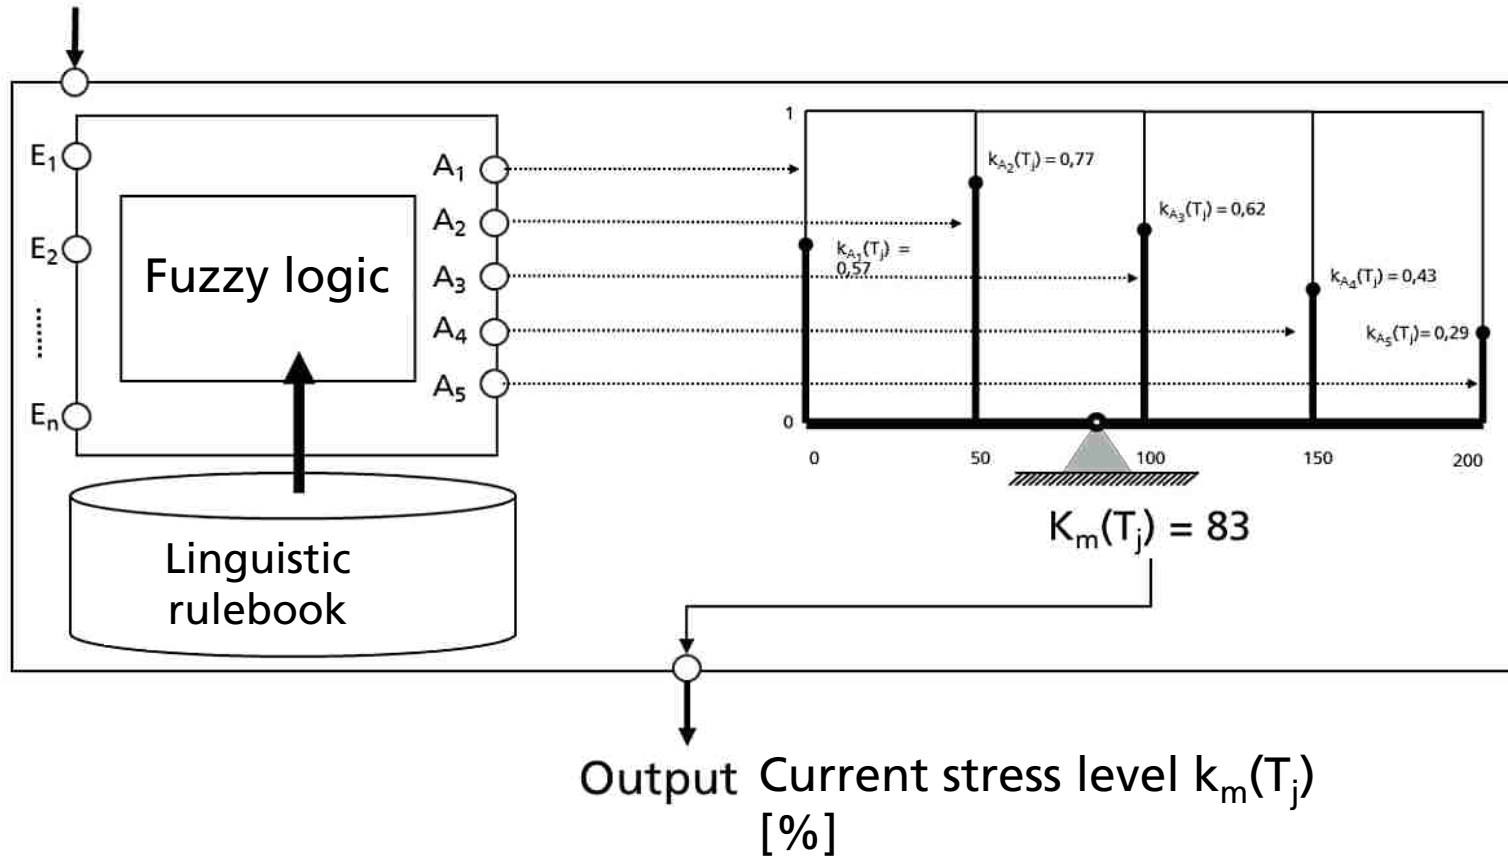 E1
E2
En
Fuzzy logic
A1
A2
A3
A4
A5
Linguistic
rulebook
1
0
kA1(Tj) =
0,57
kA2(Tj) = 0,77
kA3(Tj) = 0,62
kA4(Tj) = 0,43
kA5(Tj)= 0,29
0 50 100 150 200
Km(Tj) = 83
Output Current stress level km(Tj)
[%]